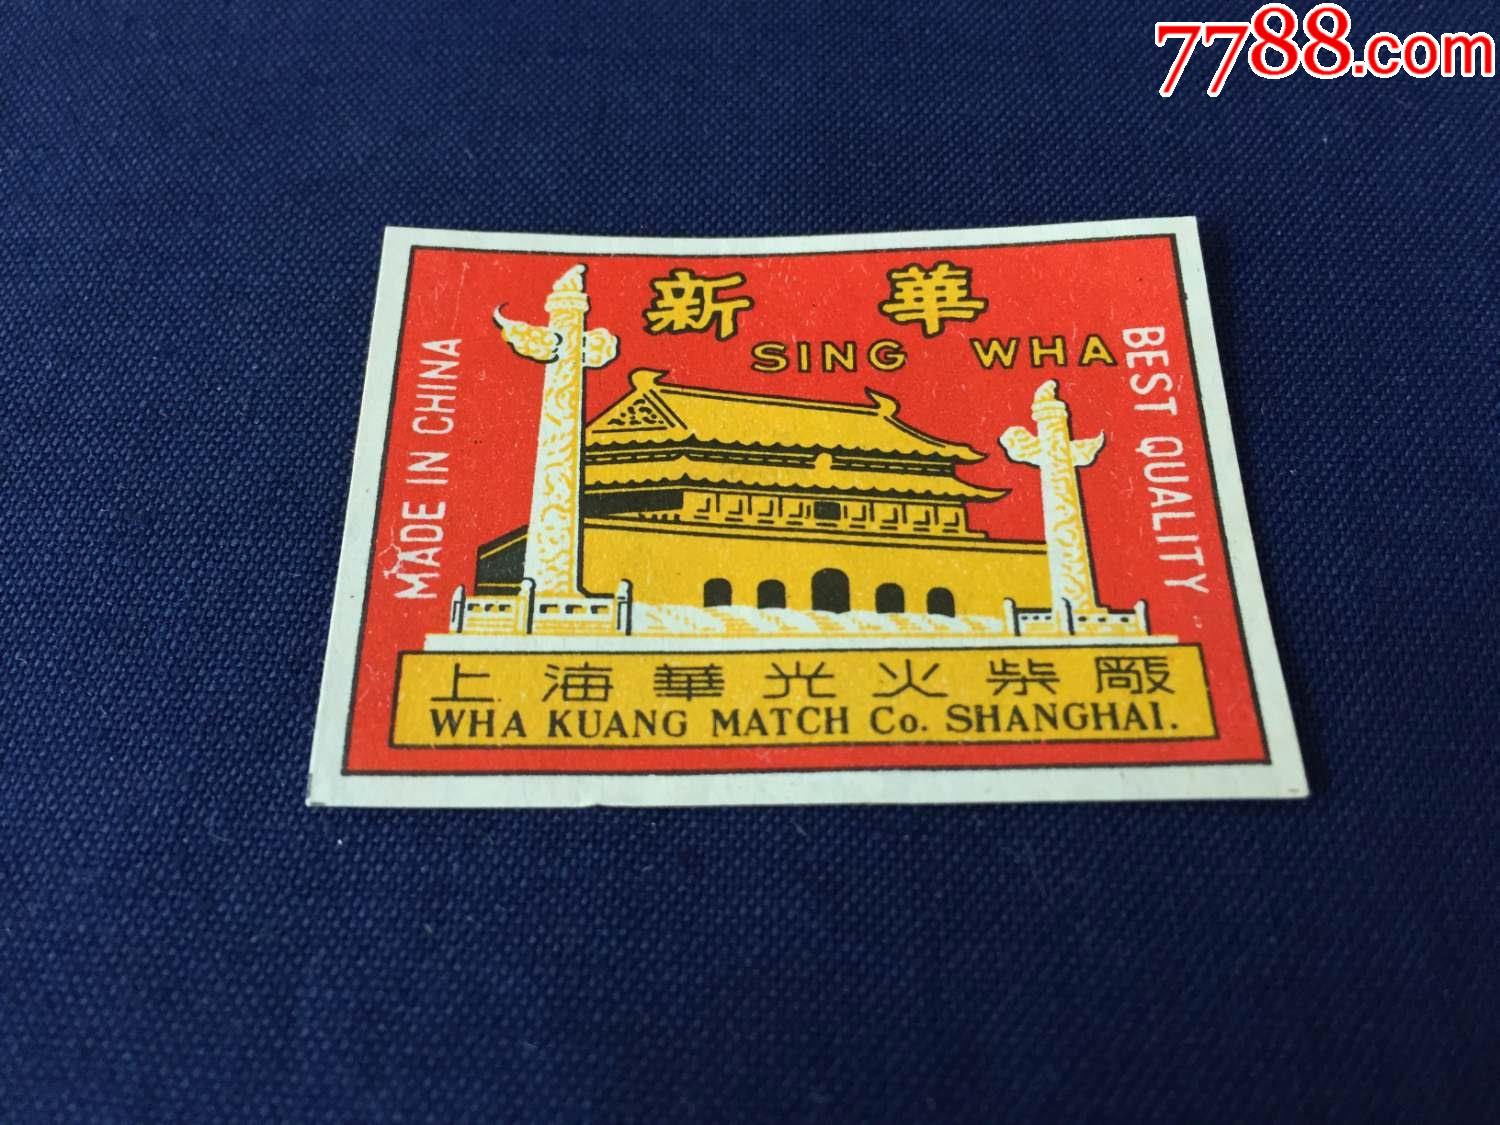 7788.com
新華
SING WHA
MADE IN CHINA
BEST QUALITY
上海華光火柴厰
WHA KUANG MATCH Co. SHANGHAI.